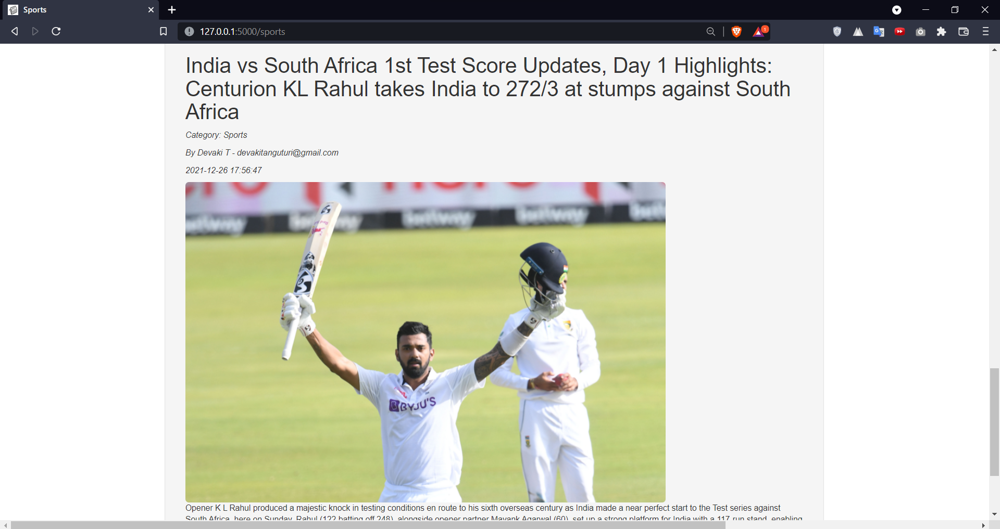 Sports
127.0.0.1:5000/sports
1
India vs South Africa 1st Test Score Updates, Day 1 Highlights:
Centurion KL Rahul takes India to 272/3 at stumps against South
Africa
Category: Sports
By Devaki T - devakitanguturi@gmail.com
2021-12-26 17:56:47
betway betway betway betway
BYJU'S
Opener K L Rahul produced a majestic knock in testing conditions en route to his sixth overseas century as India made a near perfect start to the Test series against
South Africa, here on Sunday. Rahul (122 batting off 248), alongside opener partner Mayank Agarwal (60), set up a strong platform for India with a 117-run stand, enabling